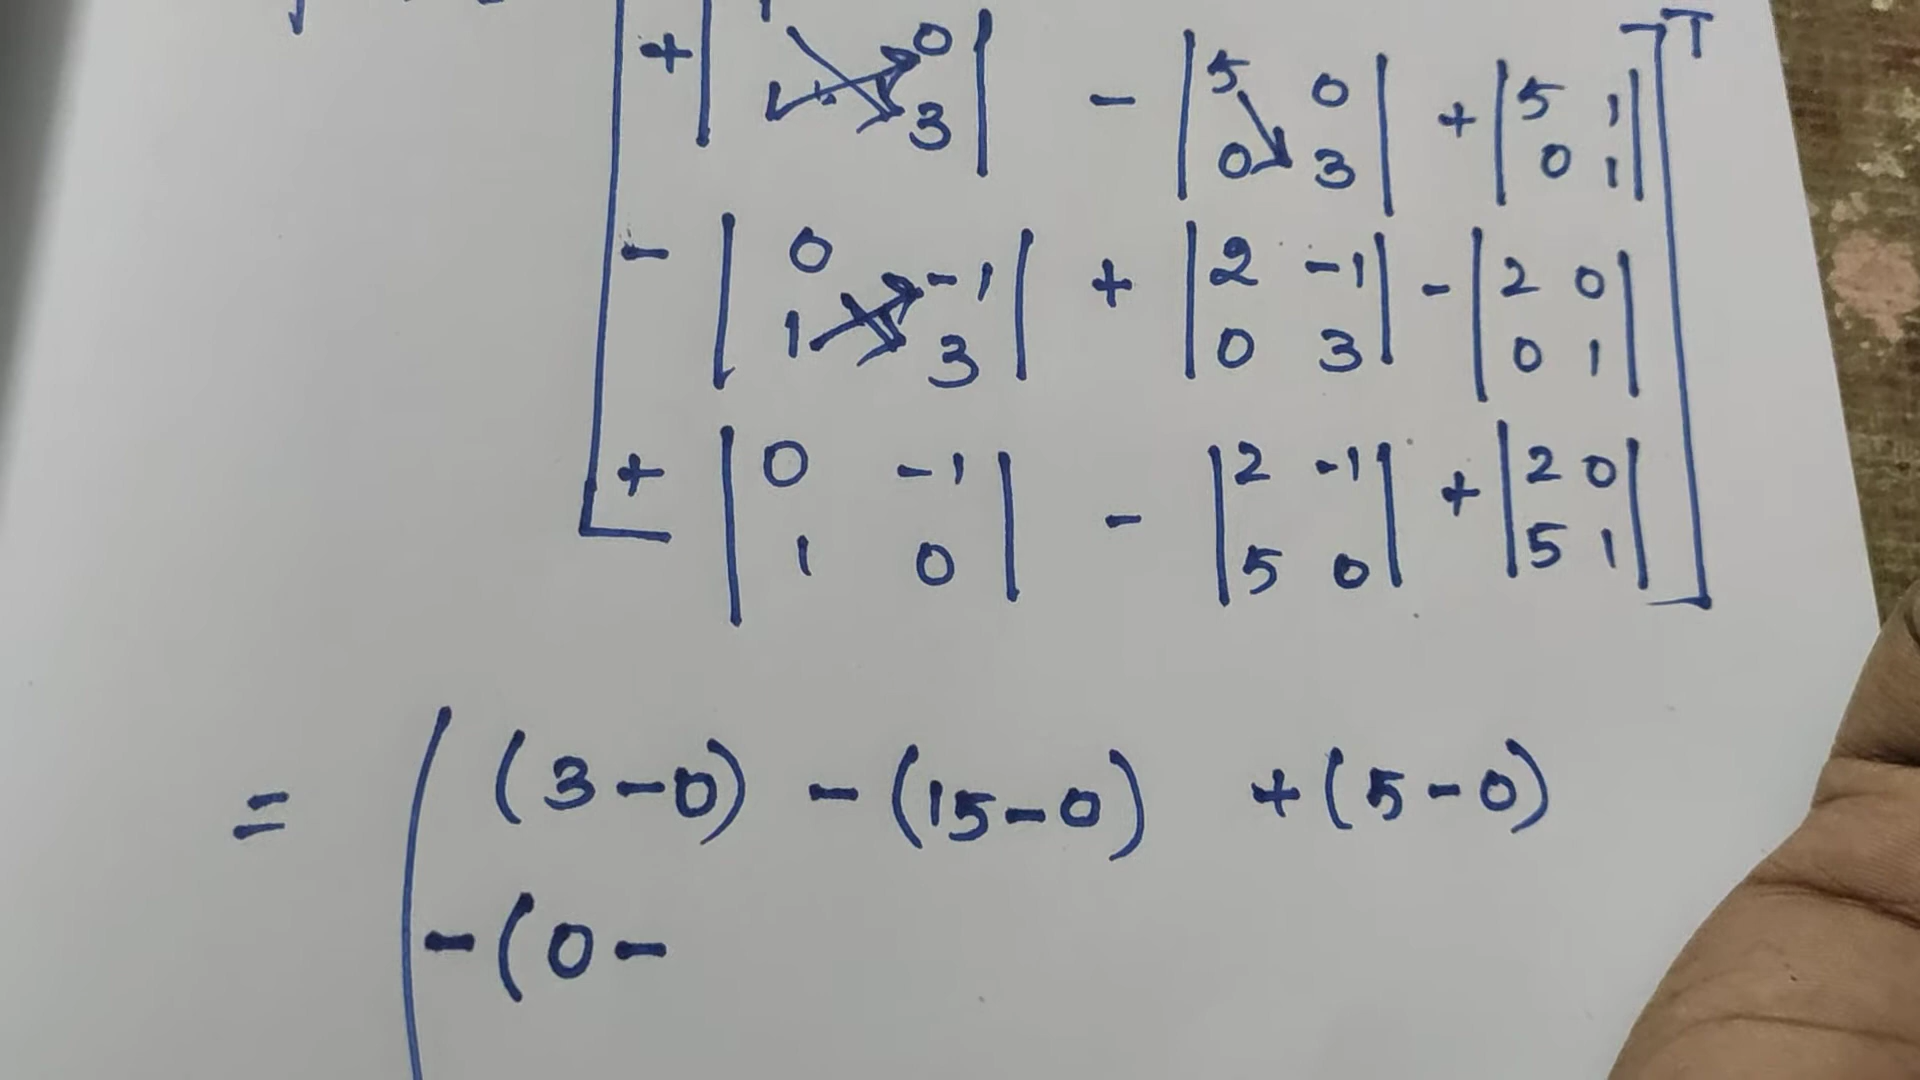 + | 0 | - | 5 0 | + | 5 1 | ] T
3 | 0 3 | 0 1 |
- | 0 -1 | + | 2 -1 | - | 2 0 |
| 1 3 | | 0 3 | | 0 1 |
+ | 0 -1 | - | 2 -1 | + | 2 0 |
| 1 0 | | 5 0 | | 5 1 |
= (3-0) -(15-0) +(5-0)
-(0-